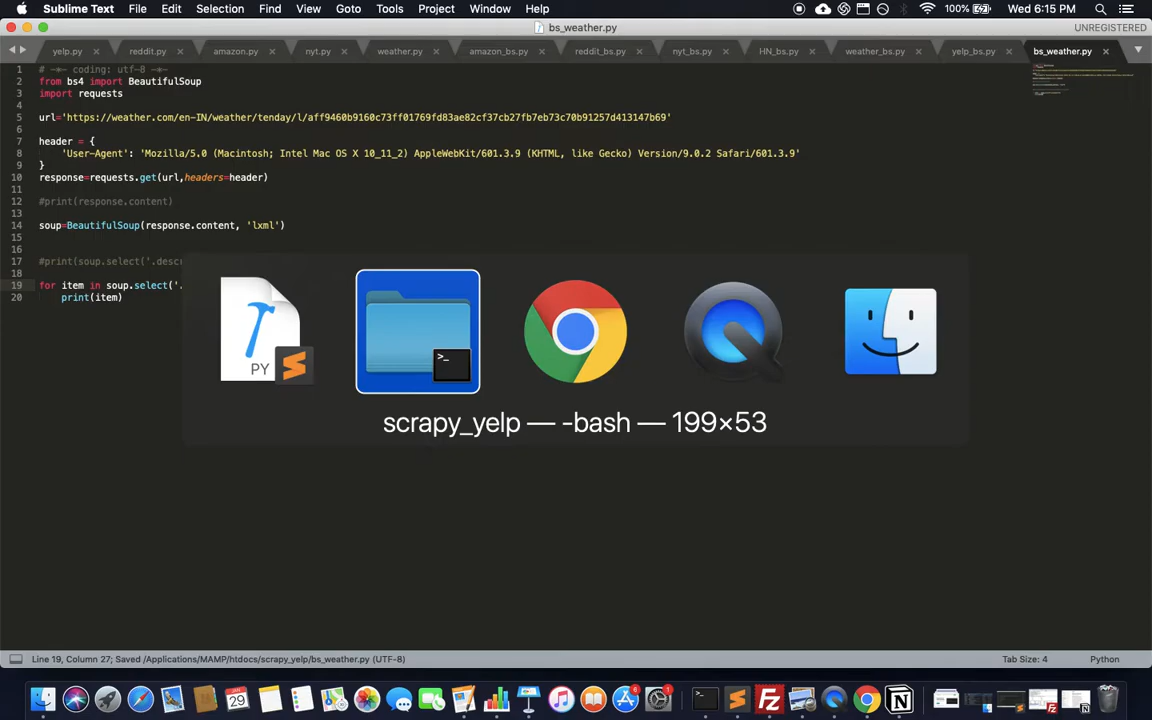 Sublime Text File Edit Selection Find View Goto Tools Project Window Help 100% Wed 6:15 PM
bs_weather.py UNREGISTERED
yelp.py reddit.py amazon.py nyt.py weather.py amazon_bs.py reddit_bs.py nyt_bs.py HN_bs.py weather_bs.py yelp_bs.py bs_weather.py
1 # -*- coding: utf-8 -*-
2 from bs4 import BeautifulSoup
3 import requests
4
5 url='https://weather.com/en-IN/weather/tenday/l/aff9460b9160c73ff01769fd83ae82cf37cb27fb7eb73c70b91257d413147b69'
6
7 header = {
8 'User-Agent': 'Mozilla/5.0 (Macintosh; Intel Mac OS X 10_11_2) AppleWebKit/601.3.9 (KHTML, like Gecko) Version/9.0.2 Safari/601.3.9'
9 }
10 response=requests.get(url,headers=header)
11
12 #print(response.content)
13
14 soup=BeautifulSoup(response.content, 'lxml')
15
16
17 #print(soup.select('.descr
18
19 for item in soup.select('.
20 print(item)
PY
>_
scrapy_yelp — -bash — 199×53
Line 19, Column 27; Saved /Applications/MAMP/htdocs/scrapy_yelp/bs_weather.py (UTF-8) Tab Size: 4 Python